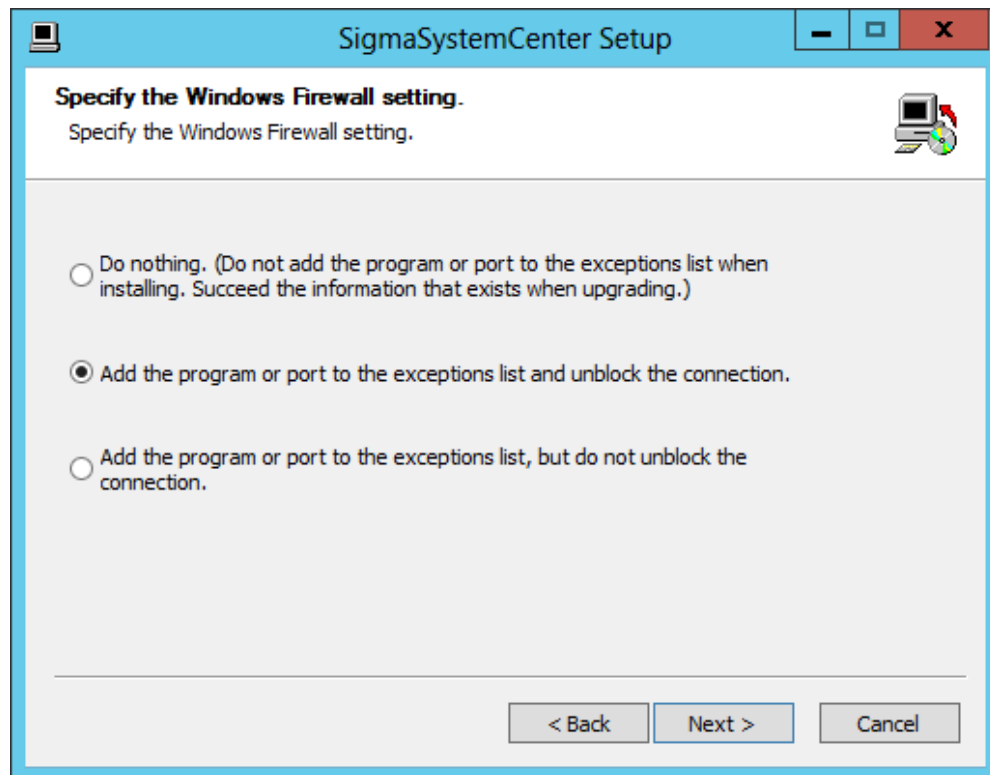 SigmaSystemCenter Setup
Specify the Windows Firewall setting.
Specify the Windows Firewall setting.
Do nothing. (Do not add the program or port to the exceptions list when
installing. Succeed the information that exists when upgrading.)
Add the program or port to the exceptions list and unblock the connection.
Add the program or port to the exceptions list, but do not unblock the
connection.
< Back
Next >
Cancel